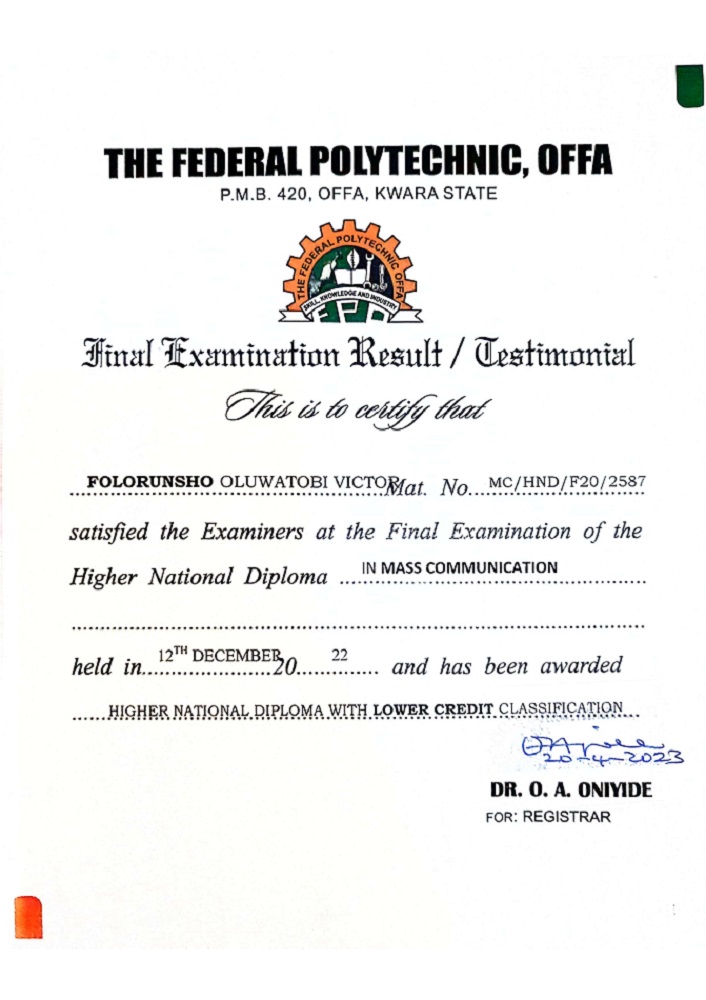 THE FEDERAL POLYTECHNIC, OFFA
P.M.B. 420, OFFA, KWARA STATE
THE FEDERAL POLYTECHNIC OFFA
SKILL, KNOWLEDGE AND INDUSTRY
FPO
Final Examination Result / Testimonial
This is to certify that
FOLORUNSHO OLUWATOBI VICTOR Mat. No. MC/HND/F20/2587
satisfied the Examiners at the Final Examination of the
Higher National Diploma IN MASS COMMUNICATION
held in 12TH DECEMBER 20 22 and has been awarded
HIGHER NATIONAL DIPLOMA WITH LOWER CREDIT CLASSIFICATION
20-4-2023
DR. O. A. ONIYIDE
FOR: REGISTRAR